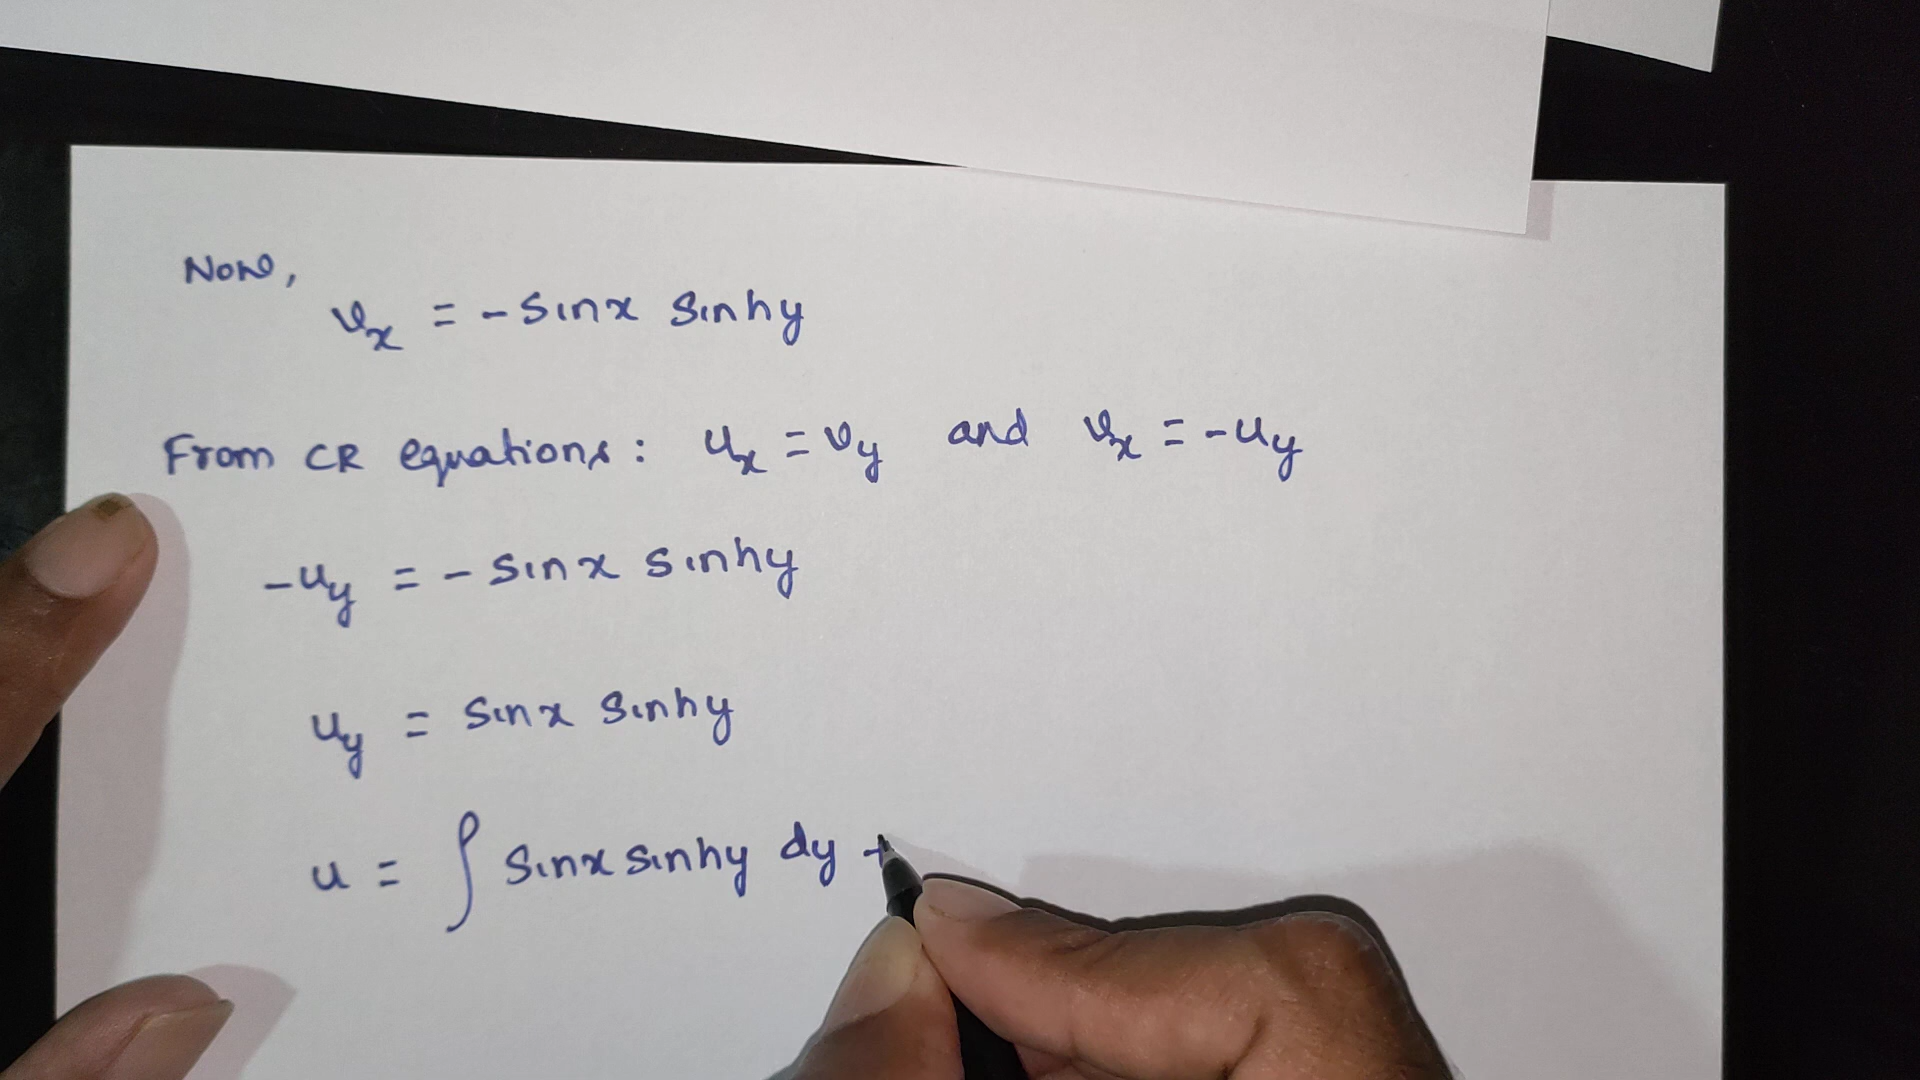 Now,
vx = - sinx sinhy
From CR equations: ux = vy and vx = -uy
-uy = - sinx sinhy
uy = sinx sinhy
u = ∫ sinx sinhy dy +